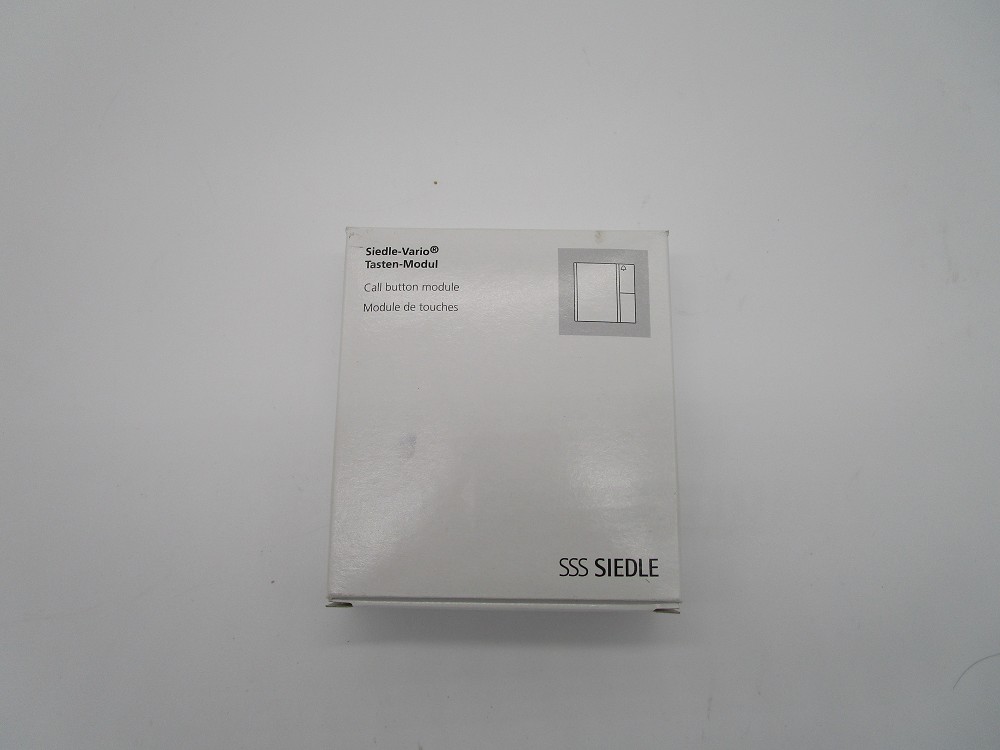 Siedle-Vario®
Tasten-Modul
Call button module
Module de touches
SSS SIEDLE